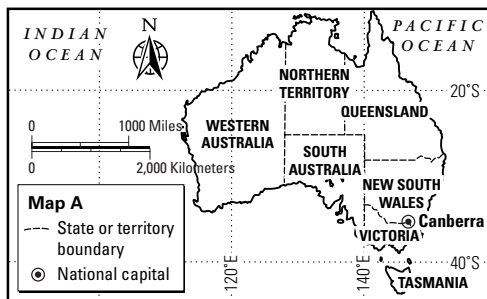 INDIAN
OCEAN
N
PACIFIC
OCEAN
NORTHERN
TERRITORY
20°S
QUEENSLAND
0
1000 Miles
0
2,000 Kilometers
WESTERN
AUSTRALIA
SOUTH
AUSTRALIA
NEW SOUTH
WALES
Canberra
VICTORIA
Map A
State or territory
boundary
National capital
120°E
140°E
40°S
TASMANIA